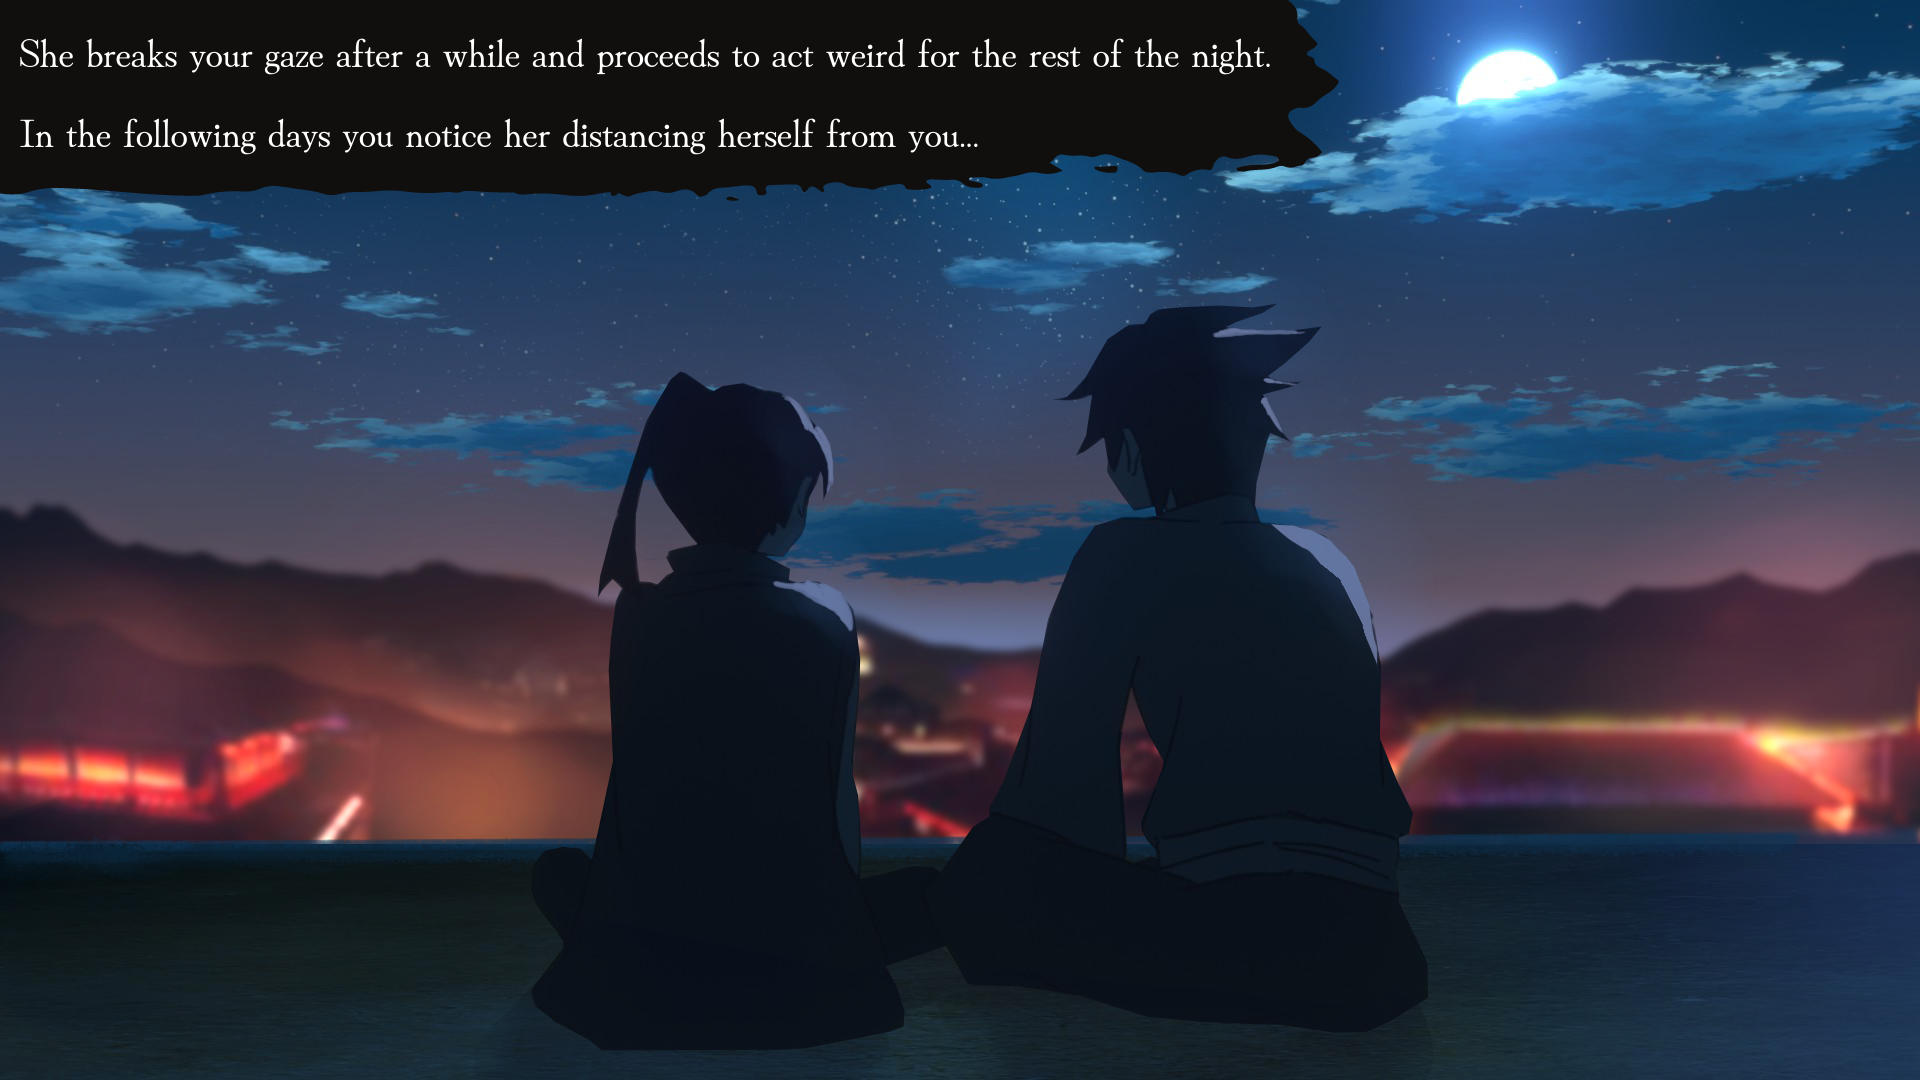 She breaks your gaze after a while and proceeds to act weird for the rest of the night.
In the following days you notice her distancing herself from you...